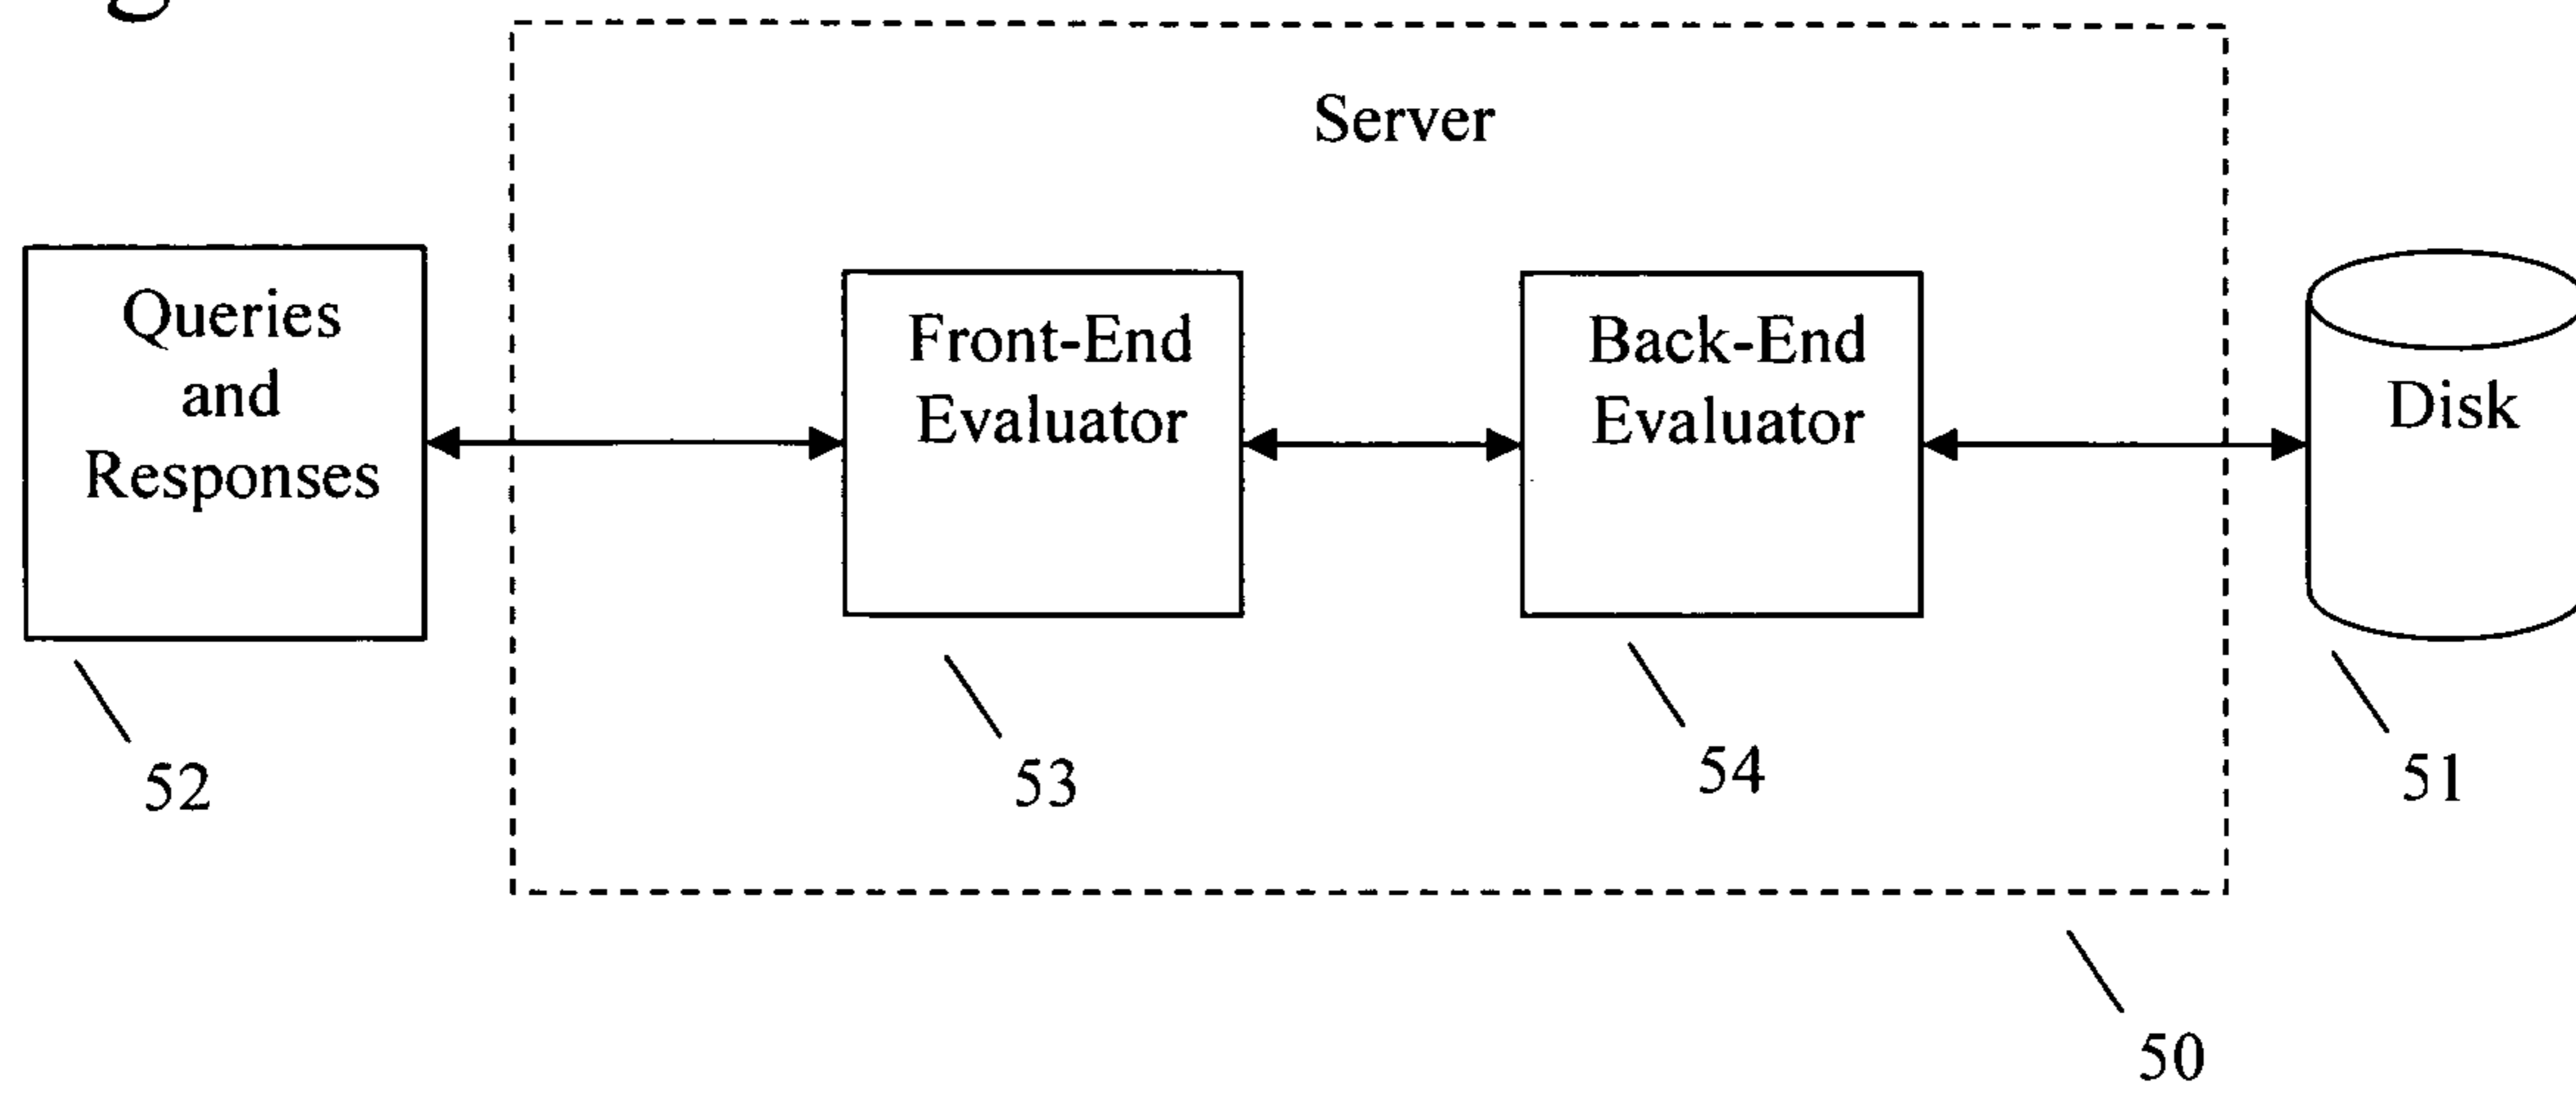 Server
Queries
and
Responses
Front-End
Evaluator
Back-End
Evaluator
Disk
52
53
54
51
50